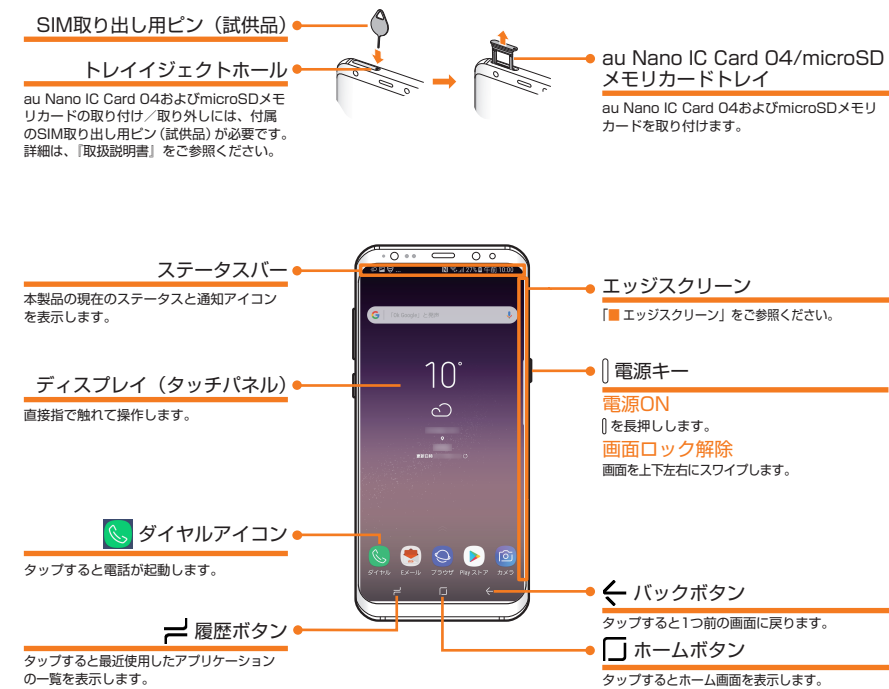 SIM取り出し用ピン（試供品）
トレイイジェクトホール
au Nano IC Card 04およびmicroSDメモ
リカードの取り付け／取り外しには、付属
のSIM取り出し用ピン（試供品）が必要です。
詳細は、『取扱説明書』をご参照ください。
au Nano IC Card 04/microSD
メモリカードトレイ
au Nano IC Card 04およびmicroSDメモリ
カードを取り付けます。
ステータスバー
本製品の現在のステータスと通知アイコン
を表示します。
ディスプレイ（タッチパネル）
直接指で触れて操作します。
ダイヤルアイコン
タップすると電話が起動します。
履歴ボタン
タップすると最近使用したアプリケーション
の一覧を表示します。
27% 午前 10:00
「Ok Google」と発声
10°
ダイヤル Eメール ブラウザ Play ストア カメラ
エッジスクリーン
「■ エッジスクリーン」をご参照ください。
電源キー
電源ON
を長押しします。
画面ロック解除
画面を上下左右にスワイプします。
バックボタン
タップすると1つ前の画面に戻ります。
ホームボタン
タップするとホーム画面を表示します。